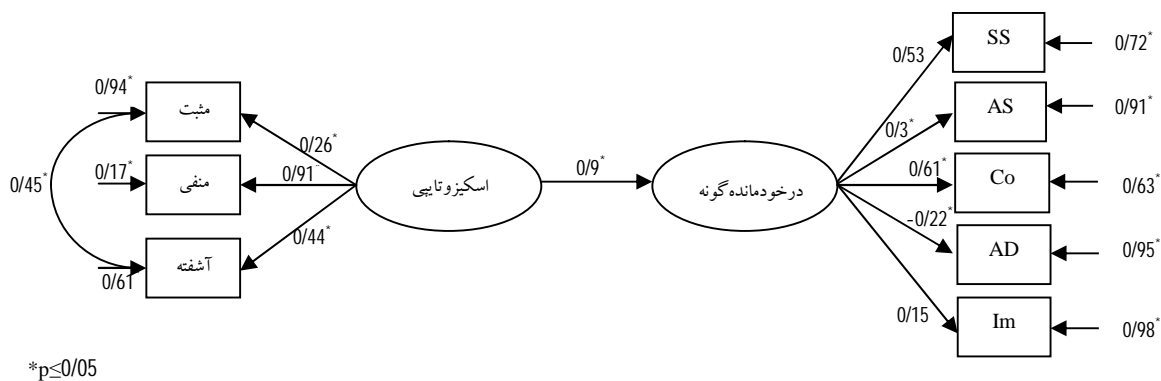 SS
0/72*
0/53
0/94*
مثبت
AS
0/91*
0/26*
0/3*
0/45*
0/17*
منفی
0/91*
اسکیزوتایپی
0/9*
درخودمانده‌گونه
0/61*
Co
0/63*
0/44*
-0/22*
آشفته
0/61
AD
0/95*
0/15
Im
0/98*
*p≤0/05